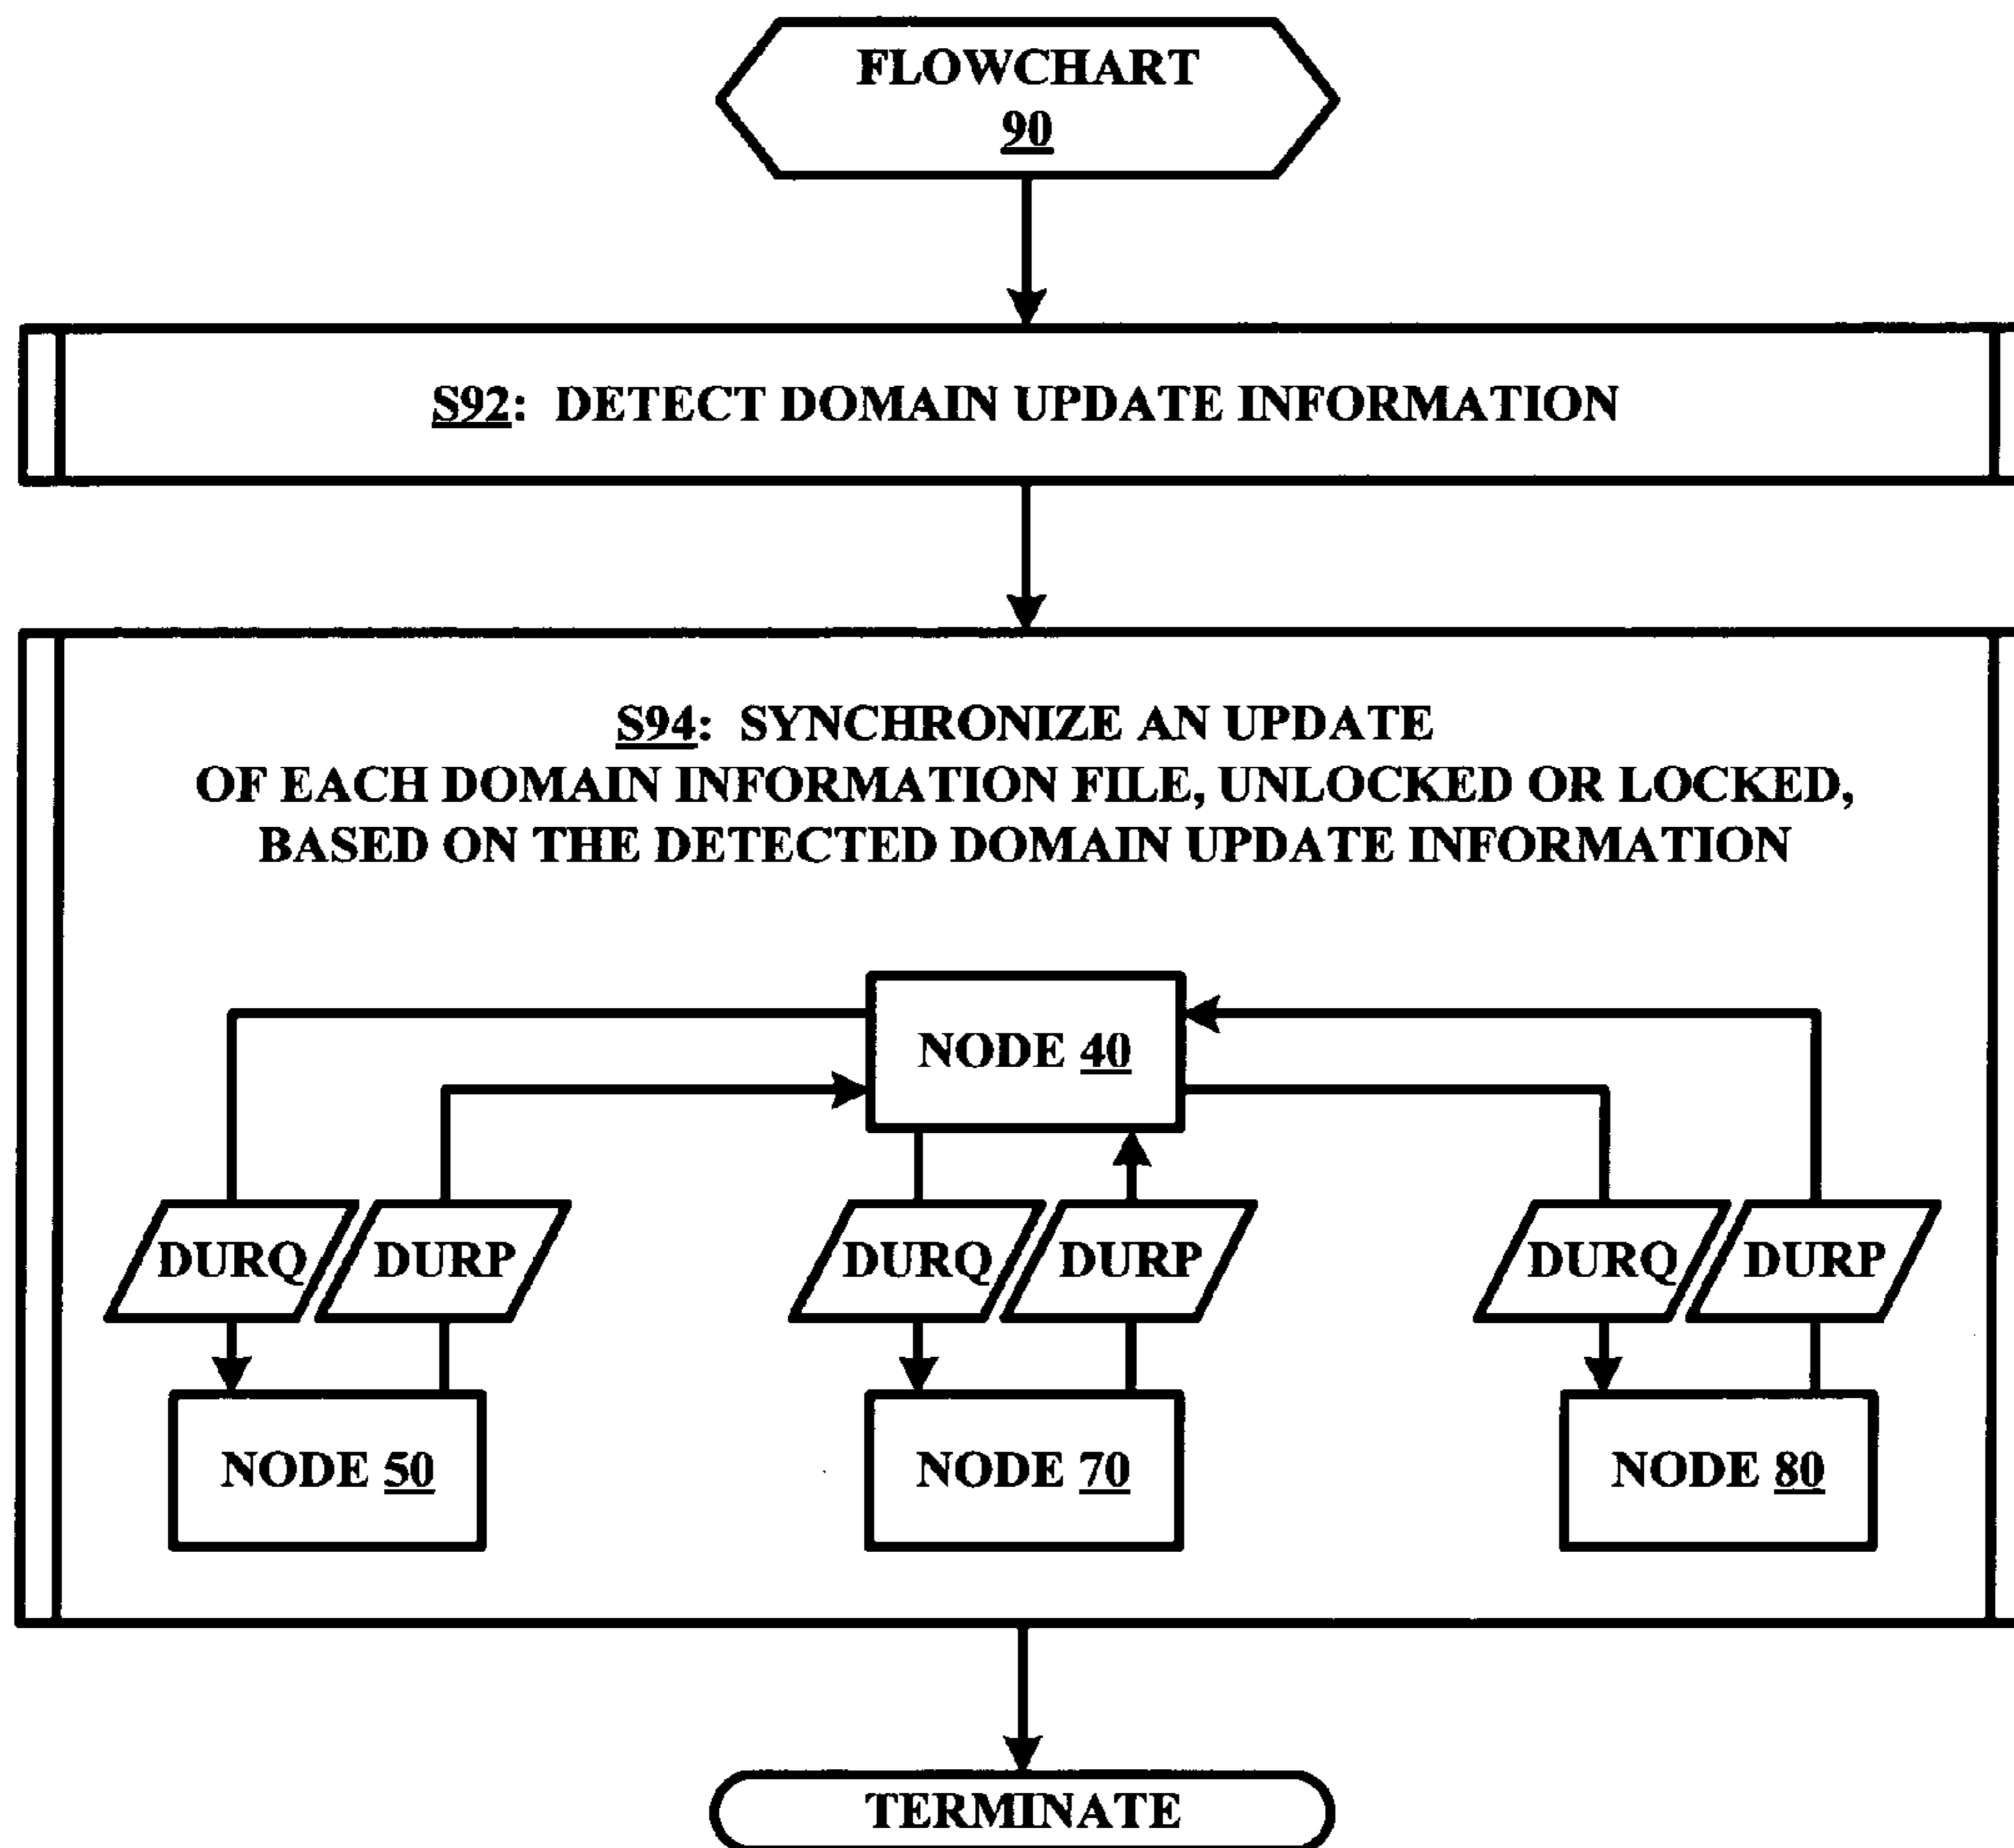 FLOWCHART
90
S92: DETECT DOMAIN UPDATE INFORMATION
S94: SYNCHRONIZE AN UPDATE
OF EACH DOMAIN INFORMATION FILE, UNLOCKED OR LOCKED,
BASED ON THE DETECTED DOMAIN UPDATE INFORMATION
NODE 40
DURQ
DURP
DURQ
DURP
DURQ
DURP
NODE 50
NODE 70
NODE 80
TERMINATE